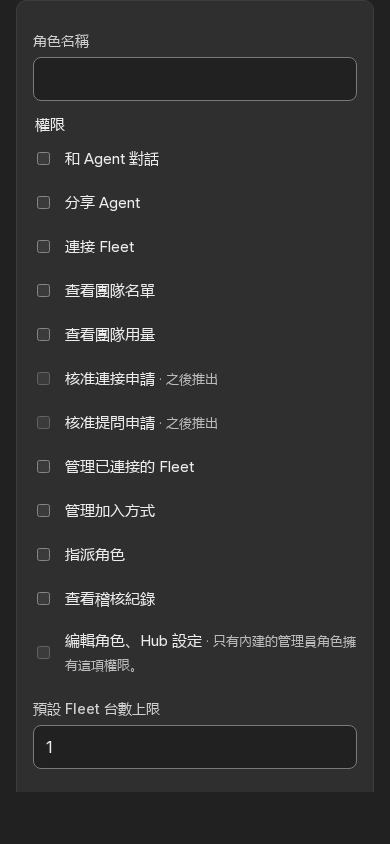 角色名稱
權限
和 Agent 對話
分享 Agent
連接 Fleet
查看團隊名單
查看團隊用量
核准連接申請 · 之後推出
核准提問申請 · 之後推出
管理已連接的 Fleet
管理加入方式
指派角色
查看稽核紀錄
編輯角色、Hub 設定 · 只有內建的管理員角色擁
有這項權限。
預設 Fleet 台數上限
1